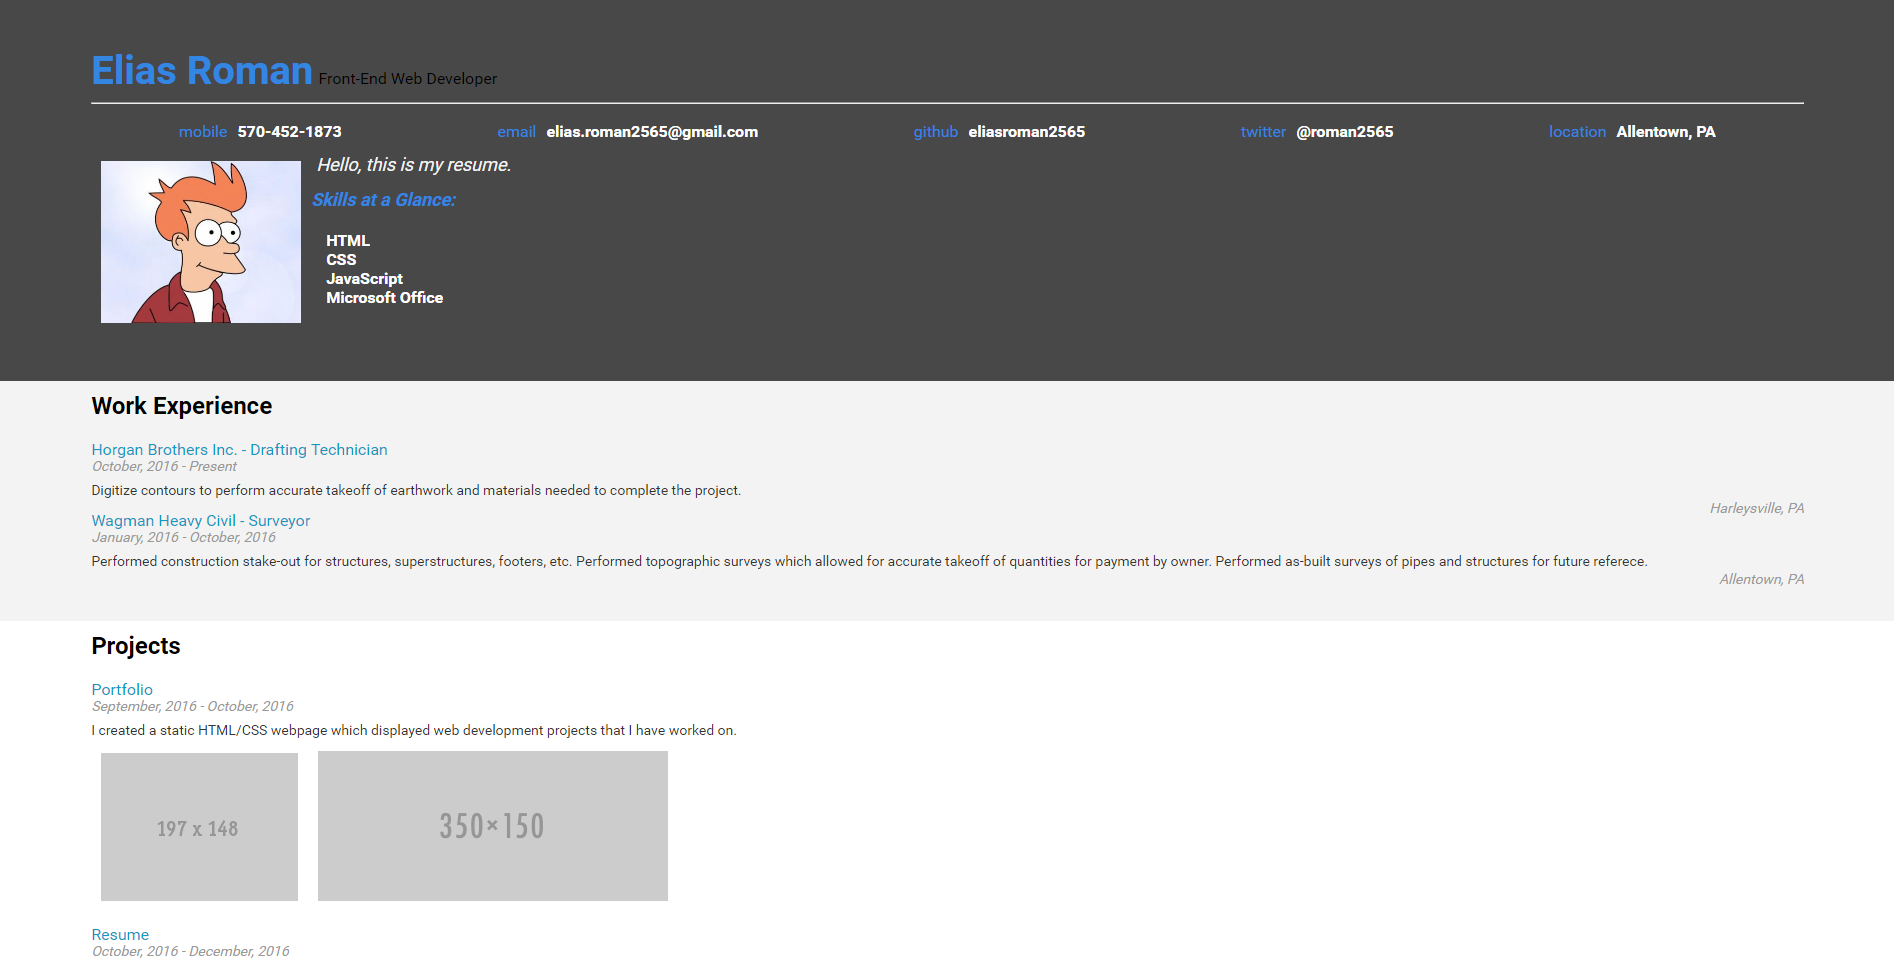 Elias Roman Front-End Web Developer
mobile 570-452-1873 email elias.roman2565@gmail.com github eliasroman2565 twitter @roman2565 location Allentown, PA
Hello, this is my resume.
Skills at a Glance:
HTML
CSS
JavaScript
Microsoft Office
Work Experience
Horgan Brothers Inc. - Drafting Technician
October, 2016 - Present
Digitize contours to perform accurate takeoff of earthwork and materials needed to complete the project.
Harleysville, PA
Wagman Heavy Civil - Surveyor
January, 2016 - October, 2016
Performed construction stake-out for structures, superstructures, footers, etc. Performed topographic surveys which allowed for accurate takeoff of quantities for payment by owner. Performed as-built surveys of pipes and structures for future referece.
Allentown, PA
Projects
Portfolio
September, 2016 - October, 2016
I created a static HTML/CSS webpage which displayed web development projects that I have worked on.
197 x 148
350×150
Resume
October, 2016 - December, 2016